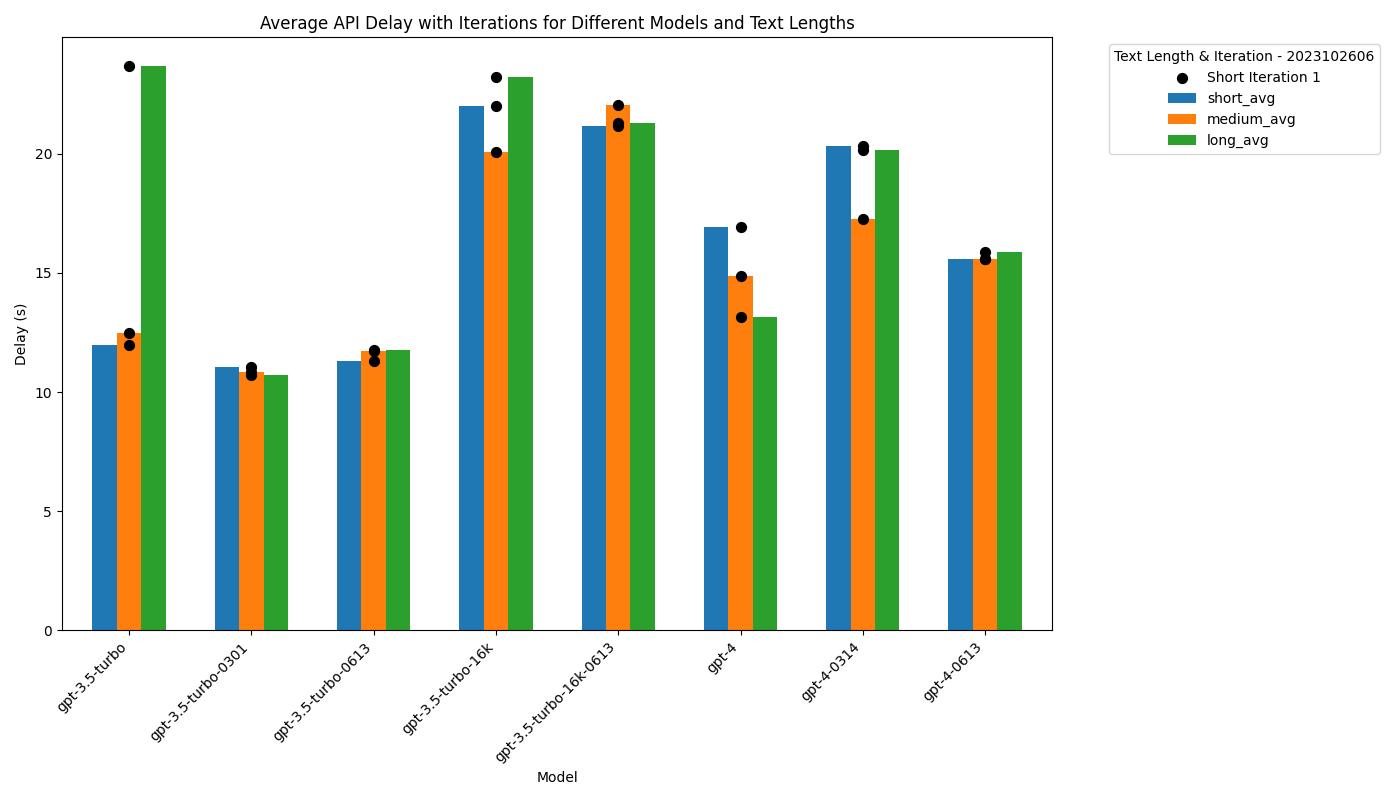 Average API Delay with Iterations for Different Models and Text Lengths
Text Length & Iteration - 2023102606
Short Iteration 1
short_avg
medium_avg
long_avg
Delay (s)
20
15
10
5
0
gpt-3.5-turbo
gpt-3.5-turbo-0301
gpt-3.5-turbo-0613
gpt-3.5-turbo-16k
gpt-3.5-turbo-16k-0613
gpt-4
gpt-4-0314
gpt-4-0613
Model